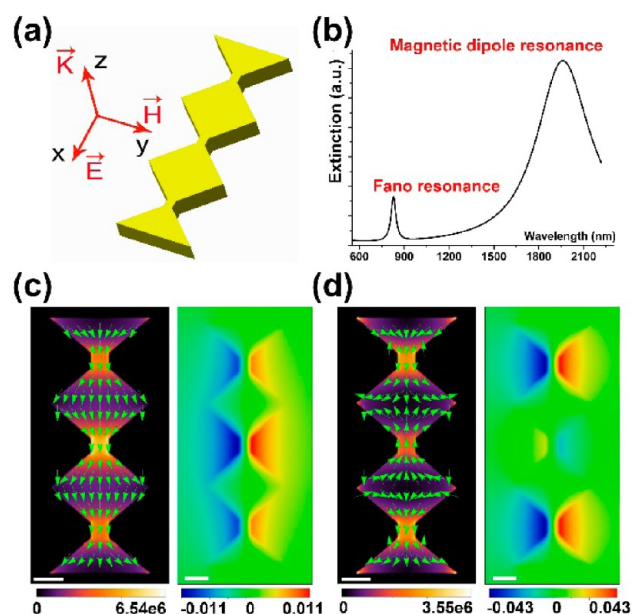 (a)
K
z
H
x
y
E
(b)
Magnetic dipole resonance
Fano resonance
Extinction (a.u.)
Wavelength (nm)
600 900 1200 1500 1800 2100
(c)
(d)
0 6.54e6
-0.011 0 0.011
0 3.55e6
-0.043 0 0.043